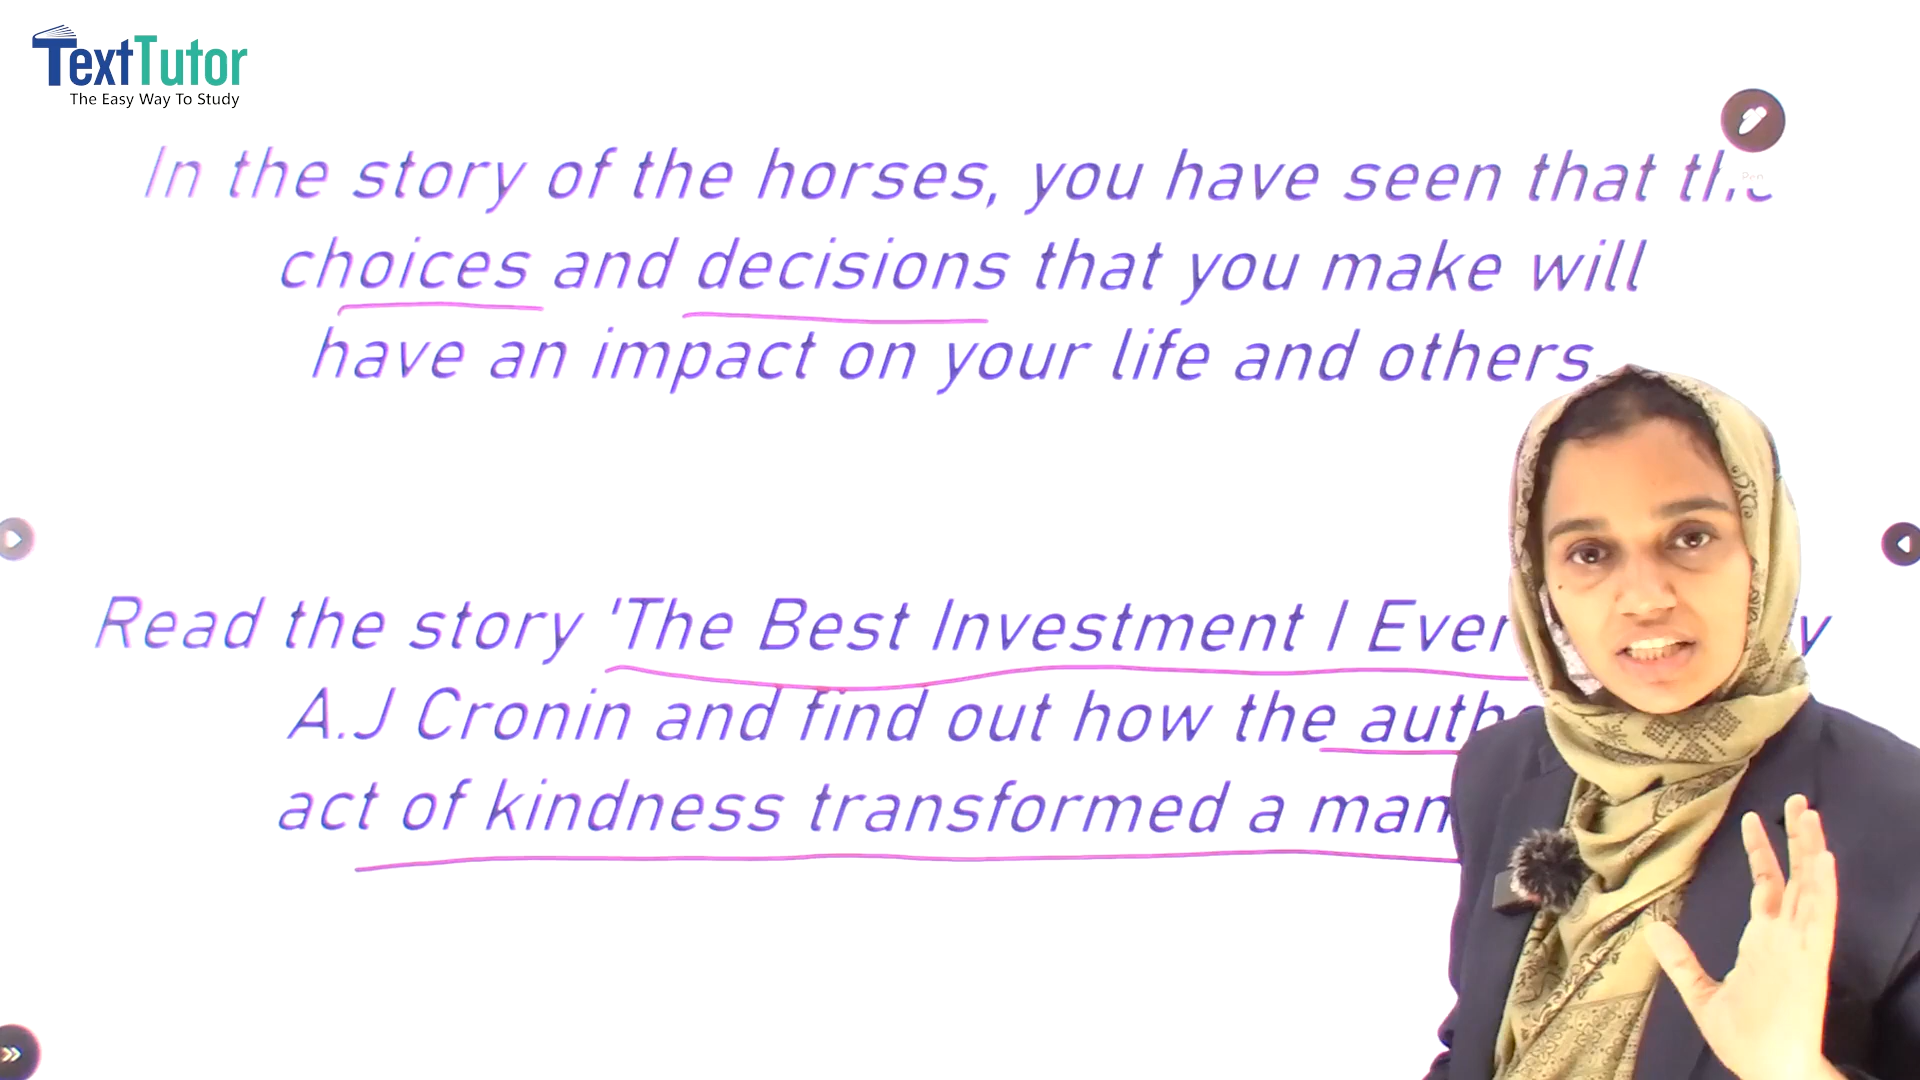 TextTutor
The Easy Way To Study
In the story of the horses, you have seen that the
choices and decisions that you make will
have an impact on your life and others.
Read the story 'The Best Investment I Ever
A.J Cronin and find out how the
act of kindness transformed a man